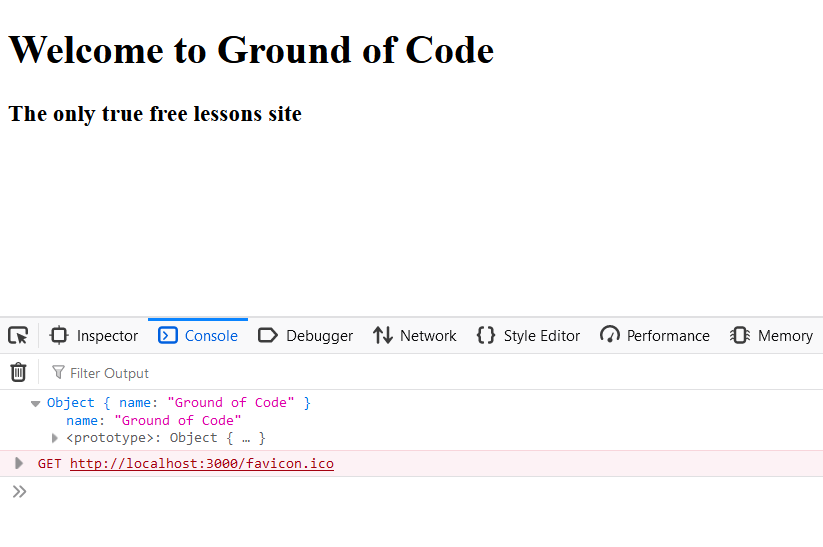 Welcome to Ground of Code
The only true free lessons site
Inspector Console Debugger Network Style Editor Performance Memory
Filter Output
Object { name: "Ground of Code" }
name: "Ground of Code"
<prototype>: Object { … }
GET http://localhost:3000/favicon.ico